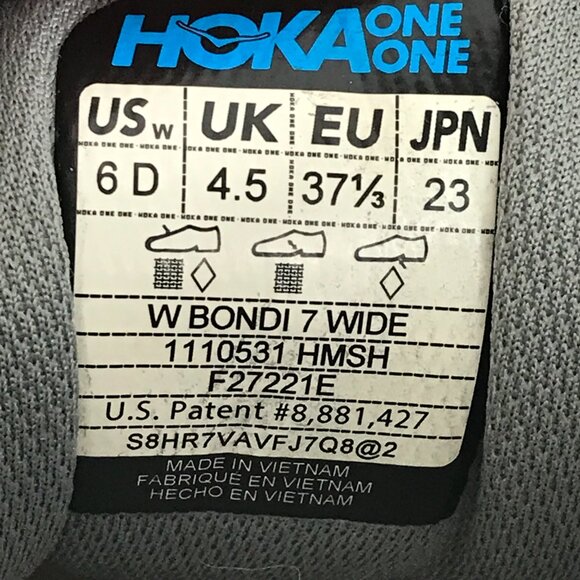 HOKA ONE ONE
USw UK EU JPN
6 D 4.5 37⅓ 23
W BONDI 7 WIDE
1110531 HMSH
F27221E
U.S. Patent #8,881,427
S8HR7VAVFJ7Q8@2
MADE IN VIETNAM
FABRIQUÉ EN VIETNAM
HECHO EN VIETNAM